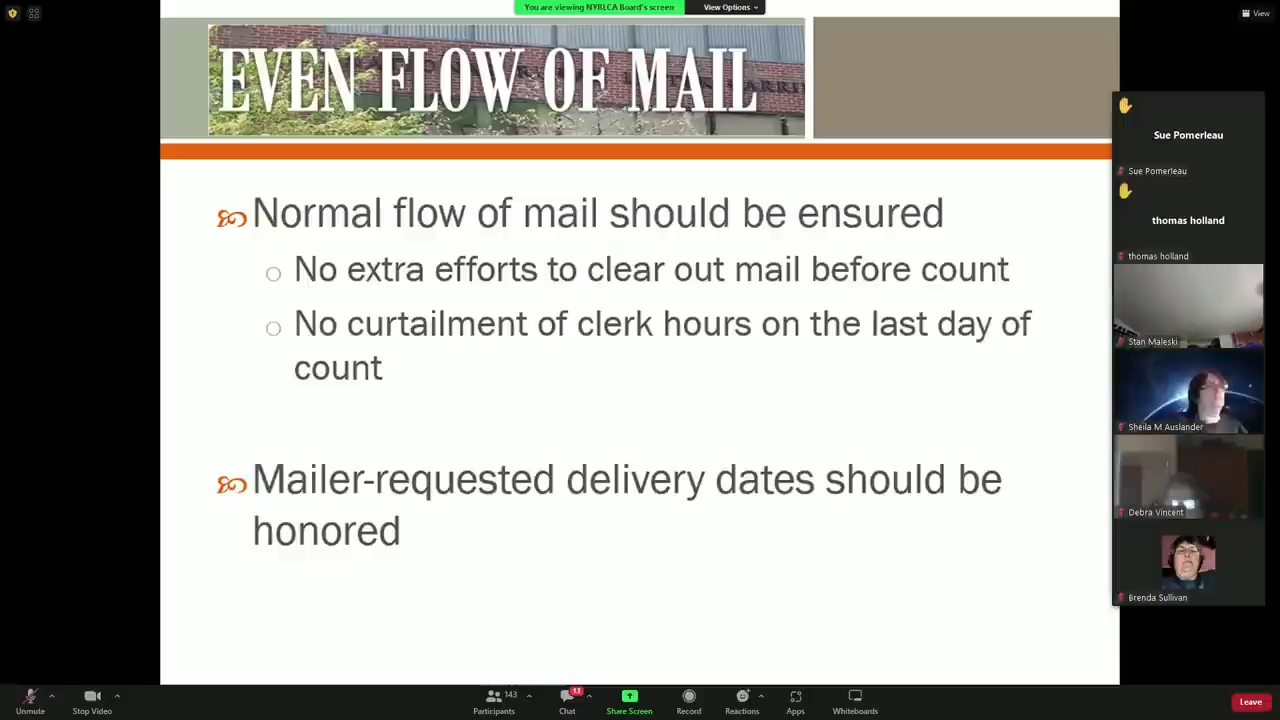 You are viewing NYRLCA Board's screen
View Options
View
EVEN FLOW OF MAIL
Normal flow of mail should be ensured
No extra efforts to clear out mail before count
No curtailment of clerk hours on the last day of
count
Mailer-requested delivery dates should be
honored
Sue Pomerleau
Sue Pomerleau
thomas holland
thomas holland
Stan Maleski
Sheila M Auslander
Debra Vincent
Brenda Sullivan
Unmute
Stop Video
143
Participants
13
Chat
Share Screen
Record
Reactions
Apps
Whiteboards
Leave